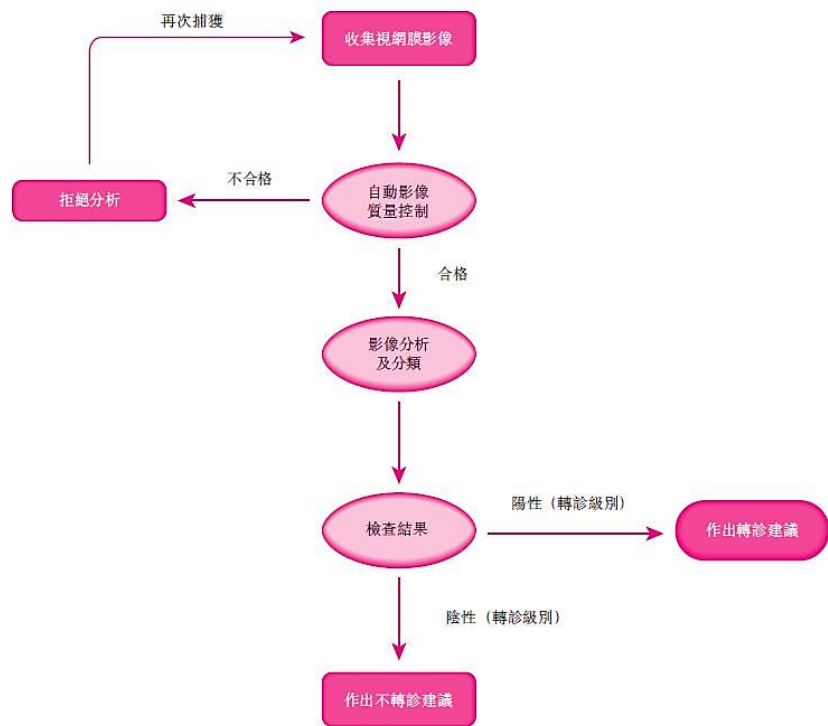 再次捕獲
收集視網膜影像
拒絕分析
不合格
自動影像
質量控制
合格
影像分析
及分類
檢查結果
陽性（轉診級別）
作出轉診建議
陰性（轉診級別）
作出不轉診建議